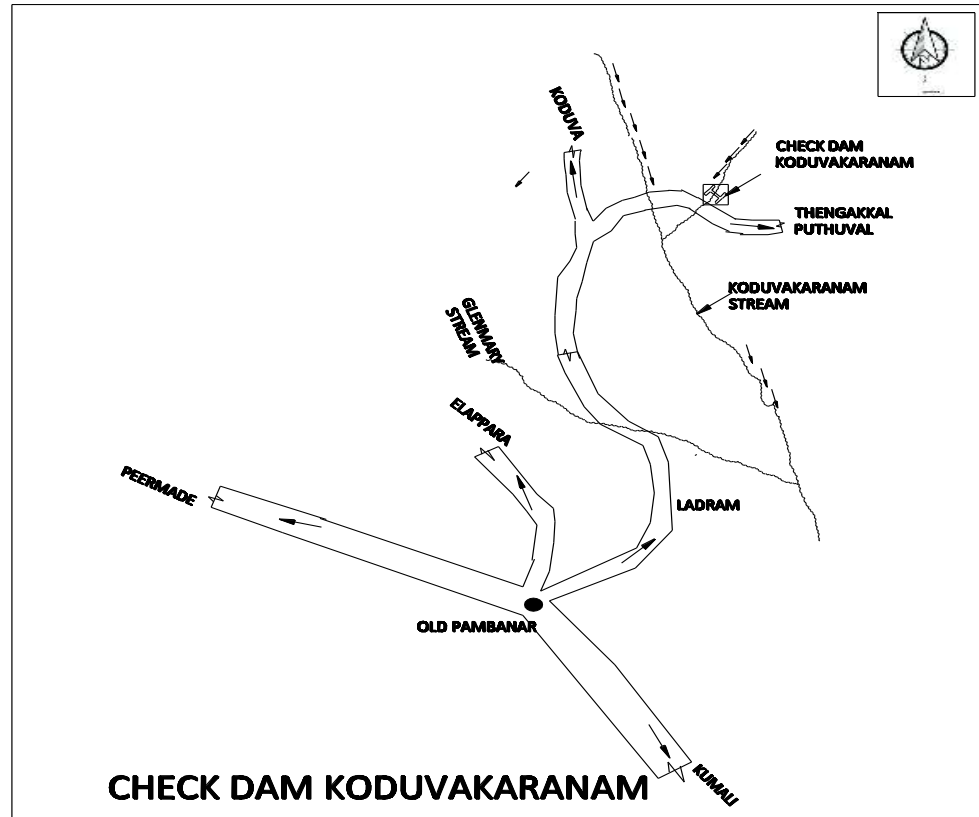 KODUVA
CHECK DAM
KODUVAKARANAM
THENGAKKAL
PUTHUVAL
KODUVAKARANAM
STREAM
GLENMARY
STREAM
ELAPPARA
PEERMADE
LADRAM
OLD PAMBANAR
KUMALI
CHECK DAM KODUVAKARANAM